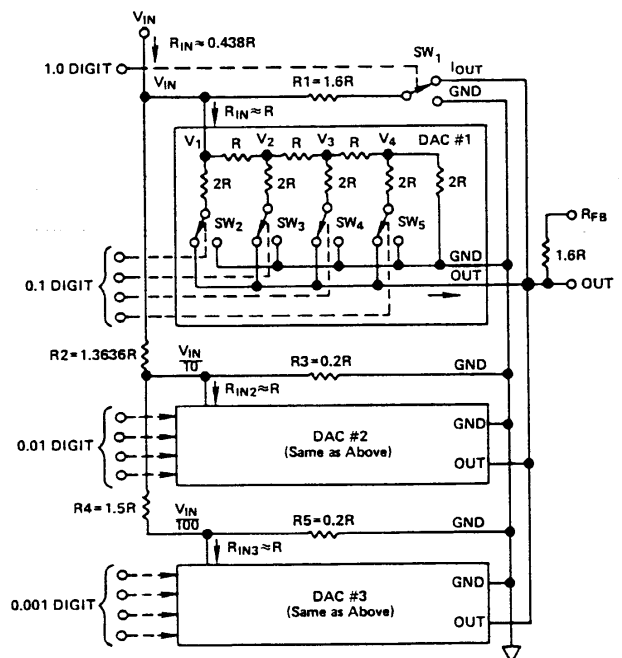 V_IN
R_IN≈0.438R
SW_1
I_OUT
1.0 DIGIT
V_IN
R1=1.6R
GND
R_IN≈R
V_1 R V_2 R V_3 R V_4 DAC #1
2R 2R 2R 2R 2R
SW_2 SW_3 SW_4 SW_5
R_FB
1.6R
GND
OUT
OUT
0.1 DIGIT
R2=1.3636R
V_IN
10
R3=0.2R
GND
R_IN2≈R
GND
0.01 DIGIT
DAC #2
(Same as Above)
OUT
R4=1.5R
V_IN
100
R5=0.2R
GND
R_IN3≈R
GND
0.001 DIGIT
DAC #3
(Same as Above)
OUT